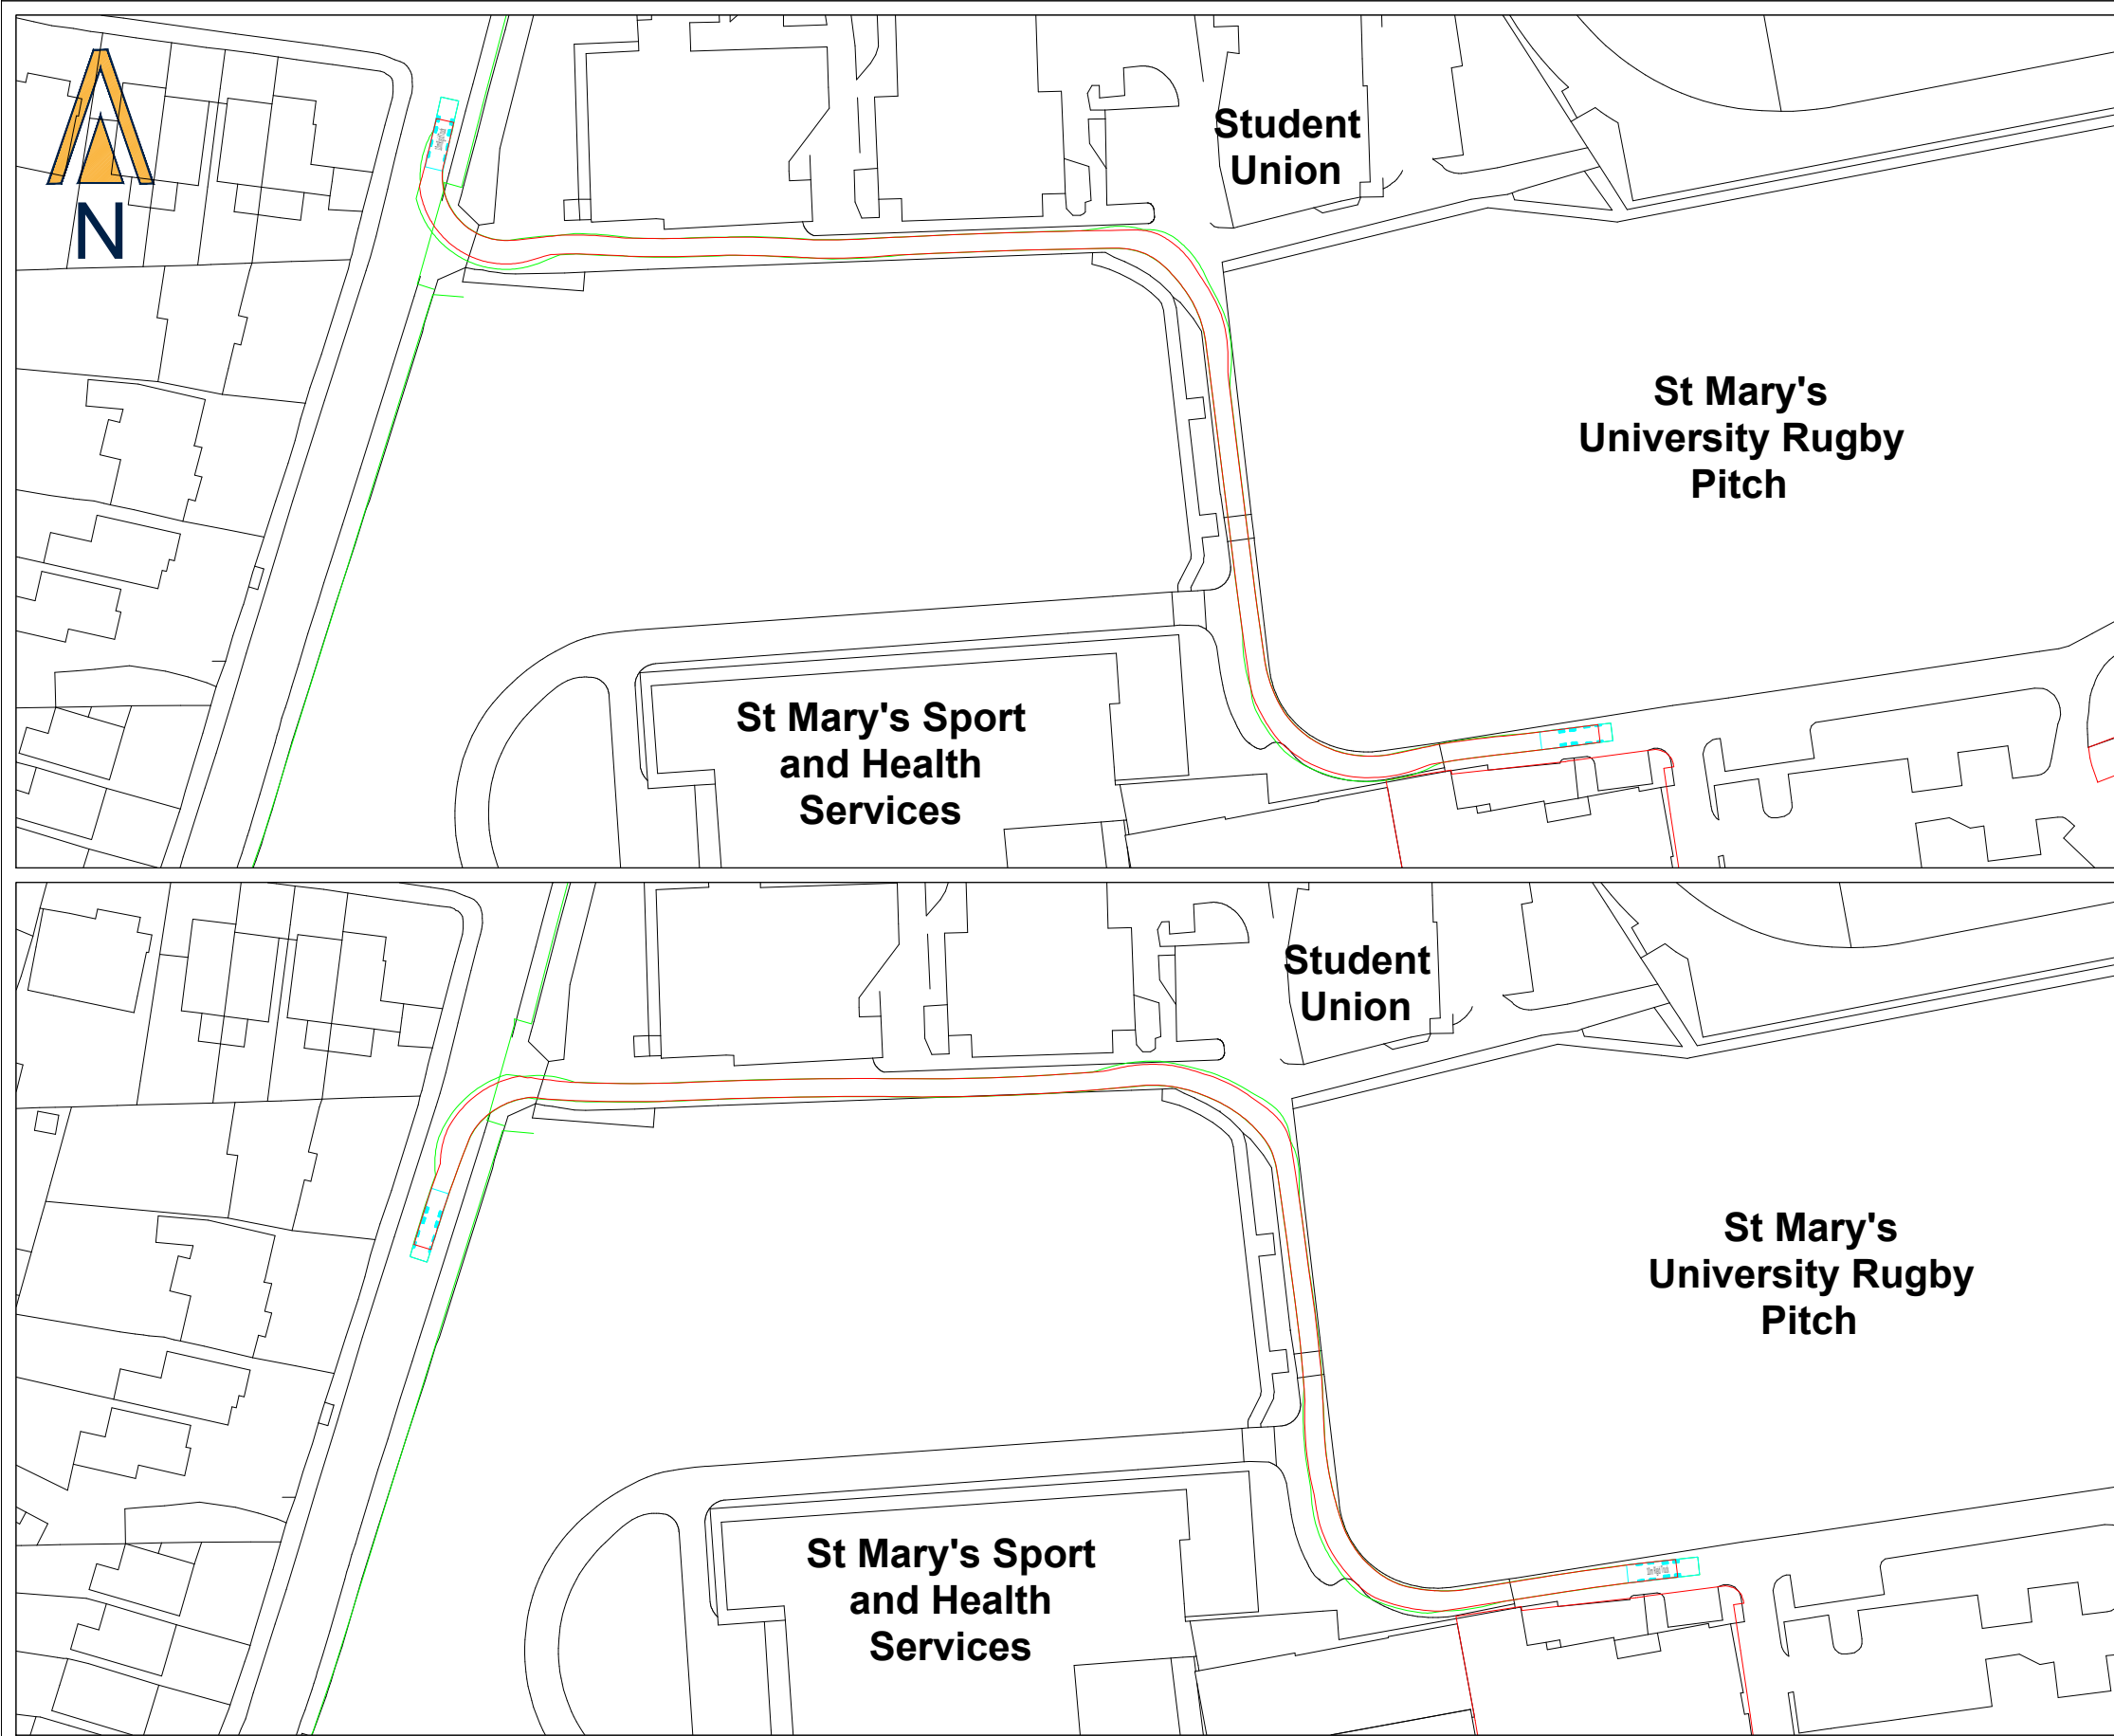 N
Student
Union
St Mary's
University Rugby
Pitch
St Mary's Sport
and Health
Services
Student
Union
St Mary's
University Rugby
Pitch
St Mary's Sport
and Health
Services